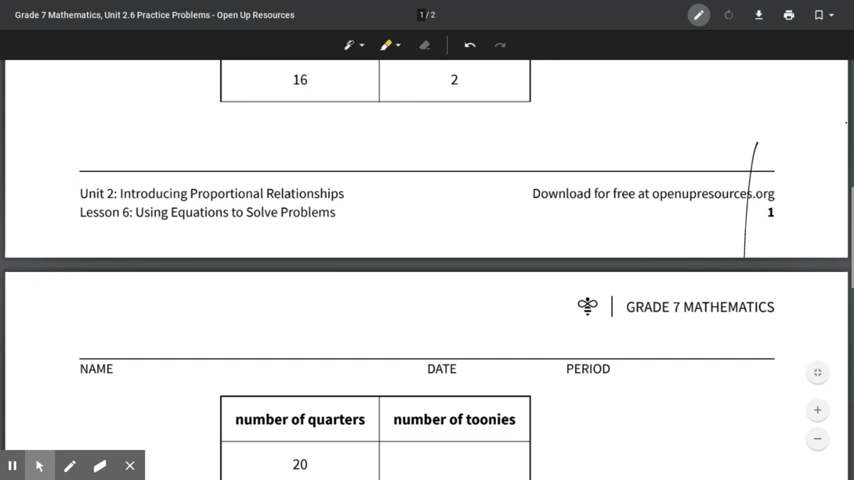 Grade 7 Mathematics, Unit 2.6 Practice Problems - Open Up Resources
1 / 2
16 2
Unit 2: Introducing Proportional Relationships
Download for free at openupresources.org
Lesson 6: Using Equations to Solve Problems
1
GRADE 7 MATHEMATICS
NAME DATE PERIOD
number of quarters number of toonies
20